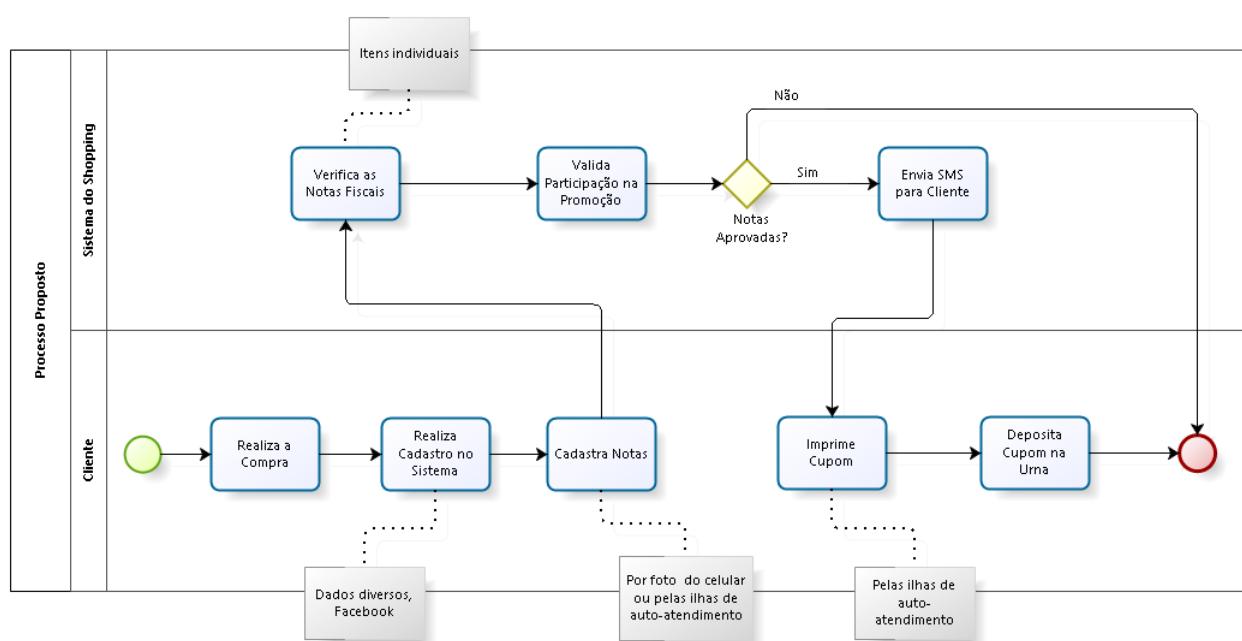 Processo Proposto
Sistema do Shopping
Itens individuais
Verifica as
Notas Fiscais
Valida
Participação na
Promoção
Notas
Aprovadas?
Não
Sim
Envia SMS
para Cliente
Cliente
Realiza a
Compra
Realiza
Cadastro no
Sistema
Cadastra Notas
Imprime
Cupom
Deposita
Cupom na
Urna
Dados diversos,
Facebook
Por foto do celular
ou pelas ilhas de
auto-atendimento
Pelas ilhas de
auto-
atendimento